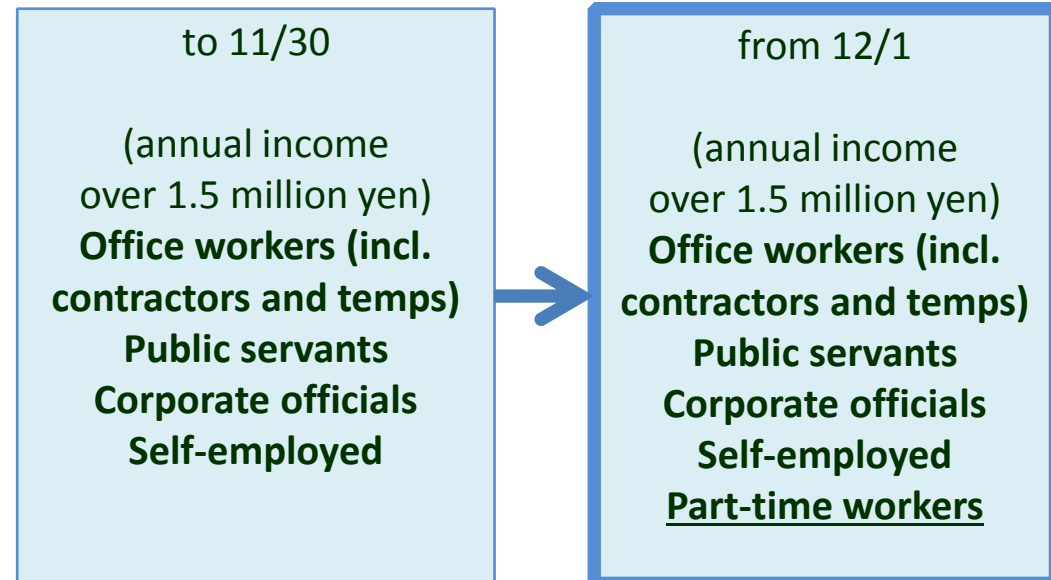 to 11/30
(annual income
over 1.5 million yen)
Office workers (incl.
contractors and temps)
Public servants
Corporate officials
Self-employed
from 12/1
(annual income
over 1.5 million yen)
Office workers (incl.
contractors and temps)
Public servants
Corporate officials
Self-employed
Part-time workers